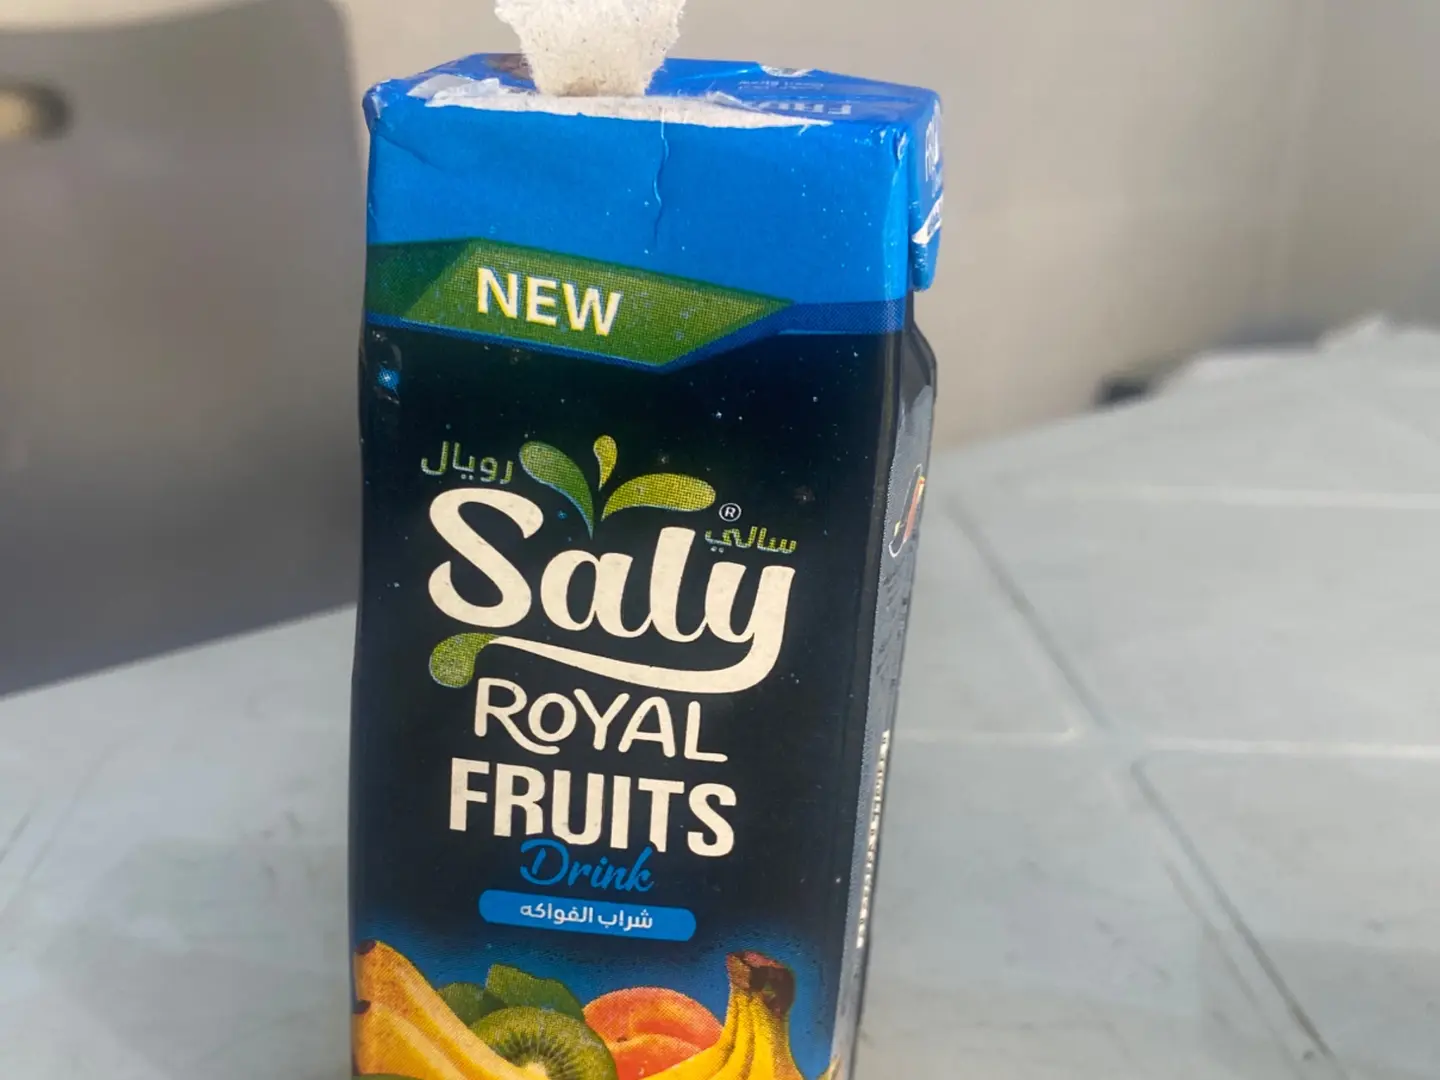 NEW
رويال
Saly®
سالي
ROYAL
FRUITS
Drink
شراب الفواكه